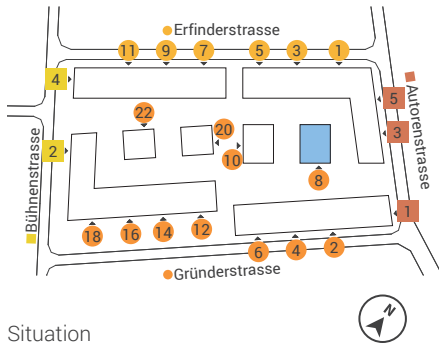 Erfinderstrasse
11 9 7 5 3 1
4
5
22
20
3
2
10
8
Autorenstrasse
Bühnenstrasse
1
18 16 14 12
6 4 2
Gründerstrasse
Situation
N